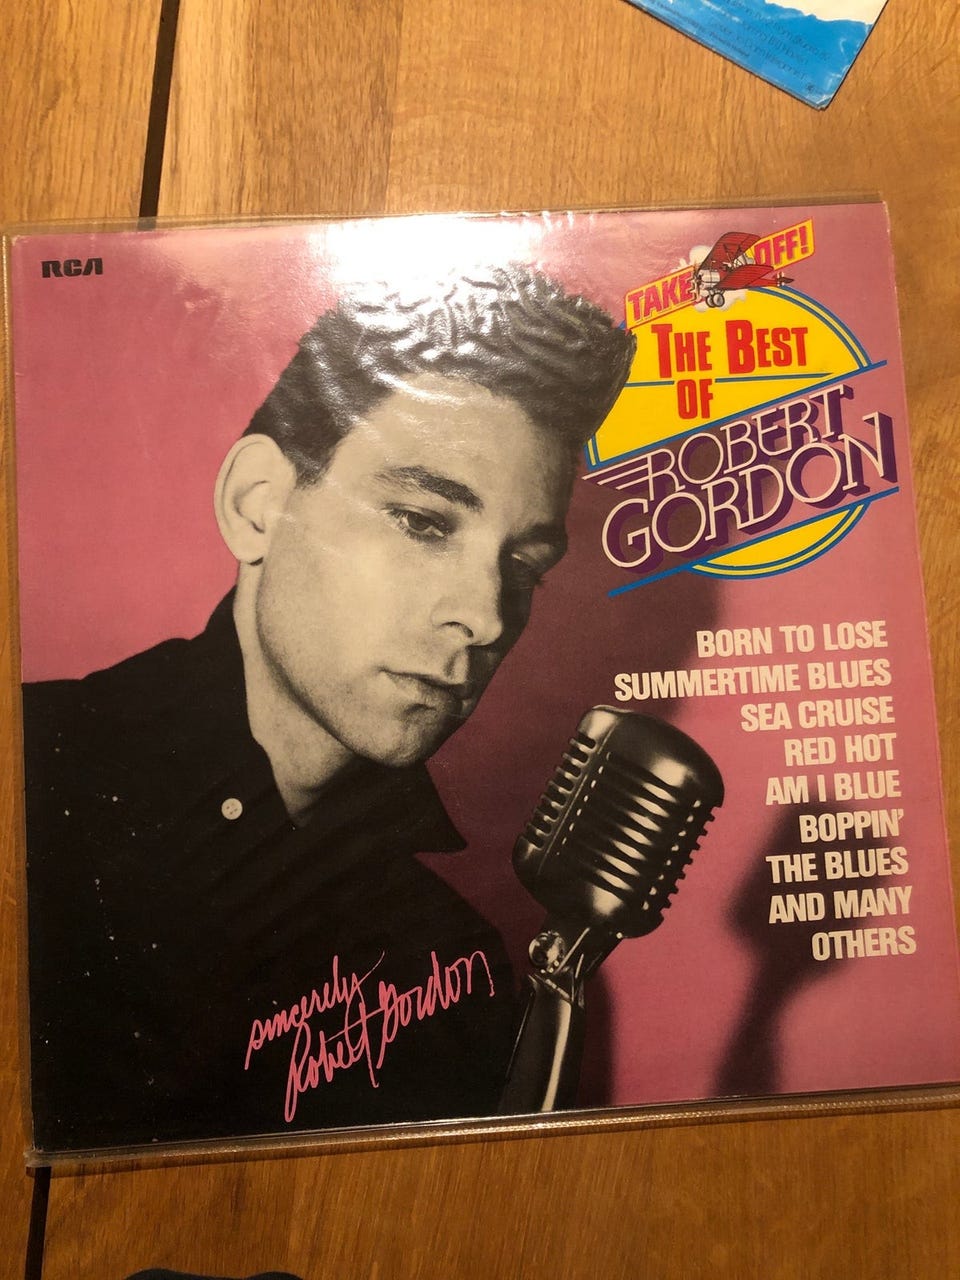 RCA
TAKE OFF!
THE BEST
OF
ROBERT
GORDON
BORN TO LOSE
SUMMERTIME BLUES
SEA CRUISE
RED HOT
AM I BLUE
BOPPIN'
THE BLUES
AND MANY
OTHERS
sincerely
Robert Gordon